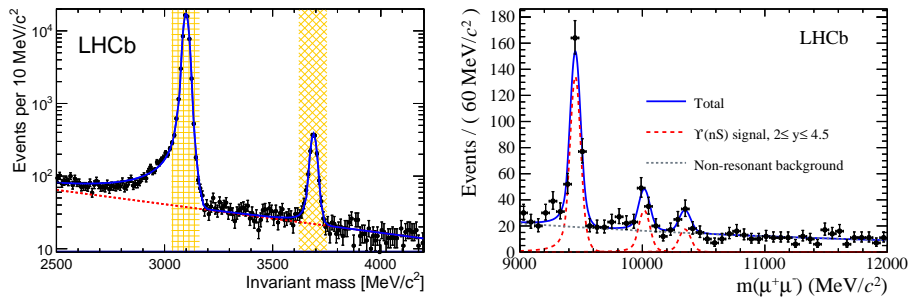 LHCb
Events per 10 MeV/c²
10⁴
10³
10²
10
2500 3000 3500 4000
Invariant mass [MeV/c²]
LHCb
Events / ( 60 MeV/c² )
180
160
140
120
100
80
60
40
20
0
Total
ϒ(nS) signal, 2≤ y≤ 4.5
Non-resonant background
9000 10000 11000 12000
m(μ⁺μ⁻) (MeV/c²)